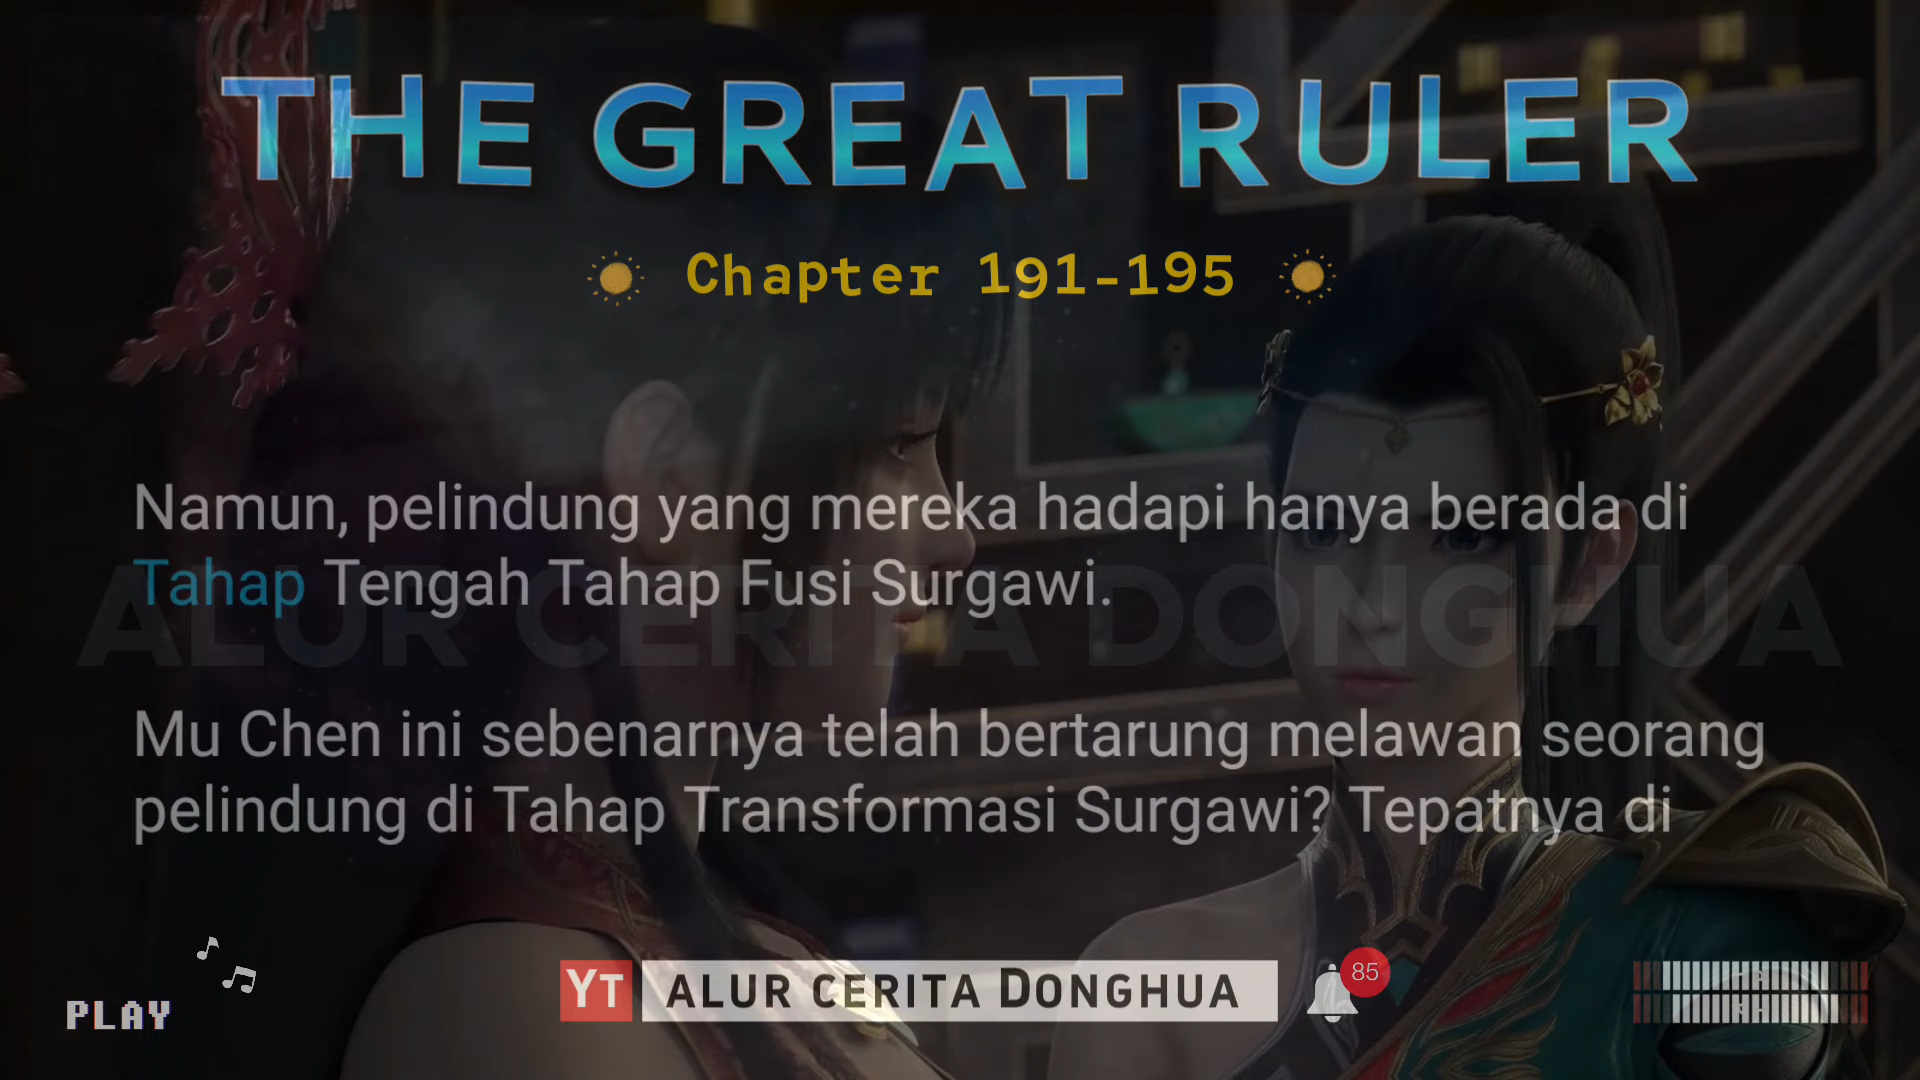 THE GREAT RULER
Chapter 191-195
Namun, pelindung yang mereka hadapi hanya berada di
Tahap Tengah Tahap Fusi Surgawi.
ALUR CERITA DONGHUA
Mu Chen ini sebenarnya telah bertarung melawan seorang
pelindung di Tahap Transformasi Surgawi? Tepatnya di
PLAY
YT ALUR CERITA DONGHUA
85